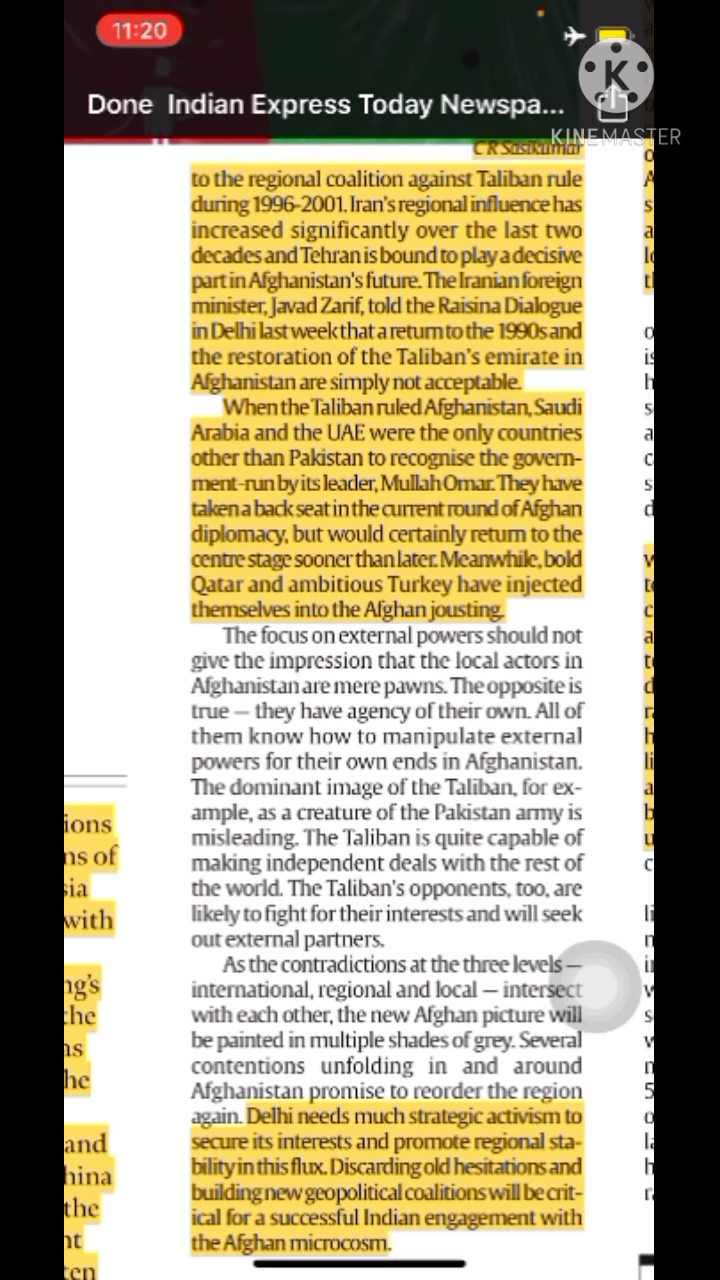 11:20
Done Indian Express Today Newspa...
K
KINEMASTER
C R Sasikumar
to the regional coalition against Taliban rule
during 1996-2001. Iran's regional influence has
increased significantly over the last two
decades and Tehran is bound to play a decisive
part in Afghanistan's future. The Iranian foreign
minister, Javad Zarif, told the Raisina Dialogue
in Delhi last week that a return to the 1990s and
the restoration of the Taliban's emirate in
Afghanistan are simply not acceptable.
When the Taliban ruled Afghanistan, Saudi
Arabia and the UAE were the only countries
other than Pakistan to recognise the govern-
ment-run by its leader, Mullah Omar. They have
taken a back seat in the current round of Afghan
diplomacy, but would certainly return to the
centre stage sooner than later. Meanwhile, bold
Qatar and ambitious Turkey have injected
themselves into the Afghan jousting.
The focus on external powers should not
give the impression that the local actors in
Afghanistan are mere pawns. The opposite is
true — they have agency of their own. All of
them know how to manipulate external
powers for their own ends in Afghanistan.
The dominant image of the Taliban, for ex-
ample, as a creature of the Pakistan army is
misleading. The Taliban is quite capable of
making independent deals with the rest of
the world. The Taliban's opponents, too, are
likely to fight for their interests and will seek
out external partners.
As the contradictions at the three levels —
international, regional and local — intersect
with each other, the new Afghan picture will
be painted in multiple shades of grey. Several
contentions unfolding in and around
Afghanistan promise to reorder the region
again. Delhi needs much strategic activism to
secure its interests and promote regional sta-
bility in this flux. Discarding old hesitations and
building new geopolitical coalitions will be crit-
ical for a successful Indian engagement with
the Afghan microcosm.
ions
ns of
sia
with
ng's
the
as
he
and
hina
the
nt
ten